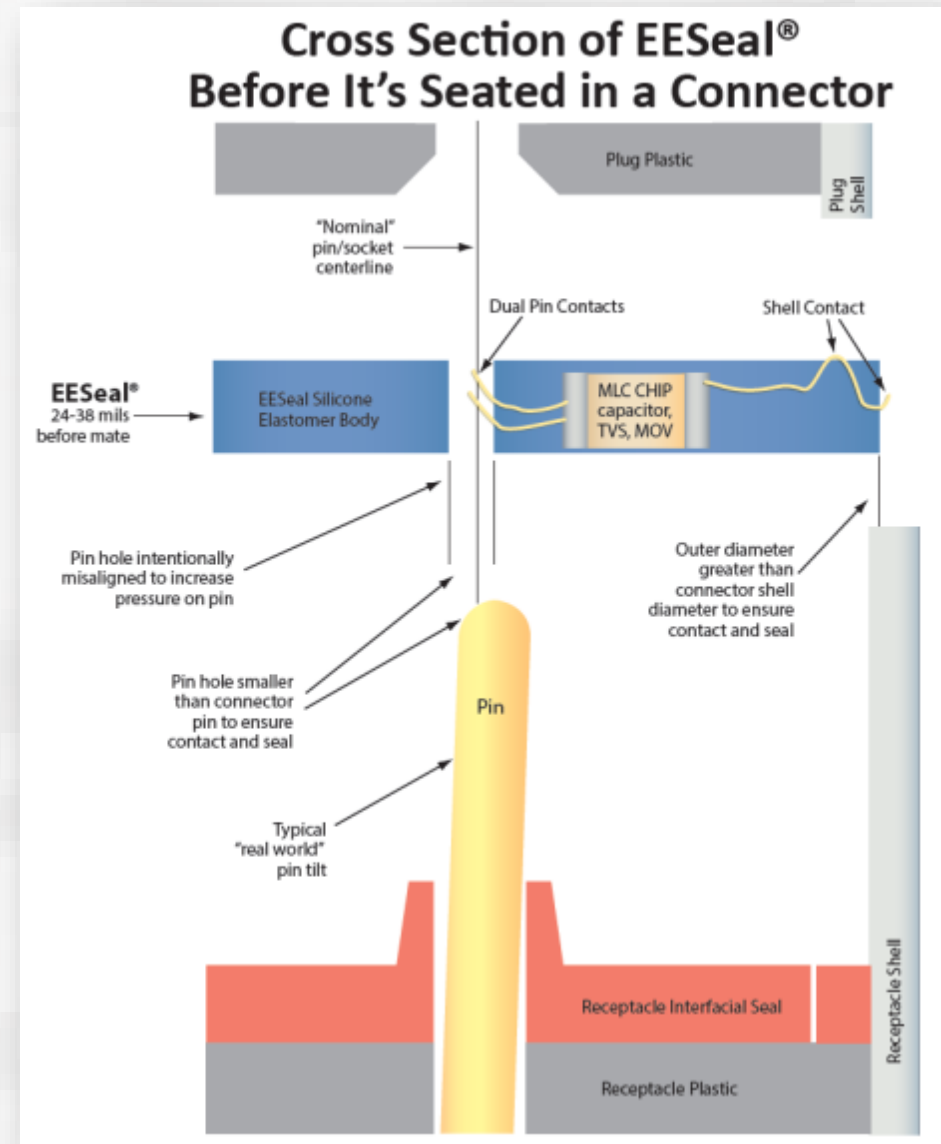 Cross Section of EESeal®
Before It's Seated in a Connector
Plug Plastic
Plug
Shell
"Nominal"
pin/socket
centerline
Dual Pin Contacts
Shell Contact
EESeal®
24-38 mils
before mate
EESeal Silicone
Elastomer Body
MLC CHIP
capacitor,
TVS, MOV
Pin hole intentionally
misaligned to increase
pressure on pin
Outer diameter
greater than
connector shell
diameter to ensure
contact and seal
Pin hole smaller
than connector
pin to ensure
contact and seal
Pin
Typical
"real world"
pin tilt
Receptacle Shell
Receptacle Interfacial Seal
Receptacle Plastic